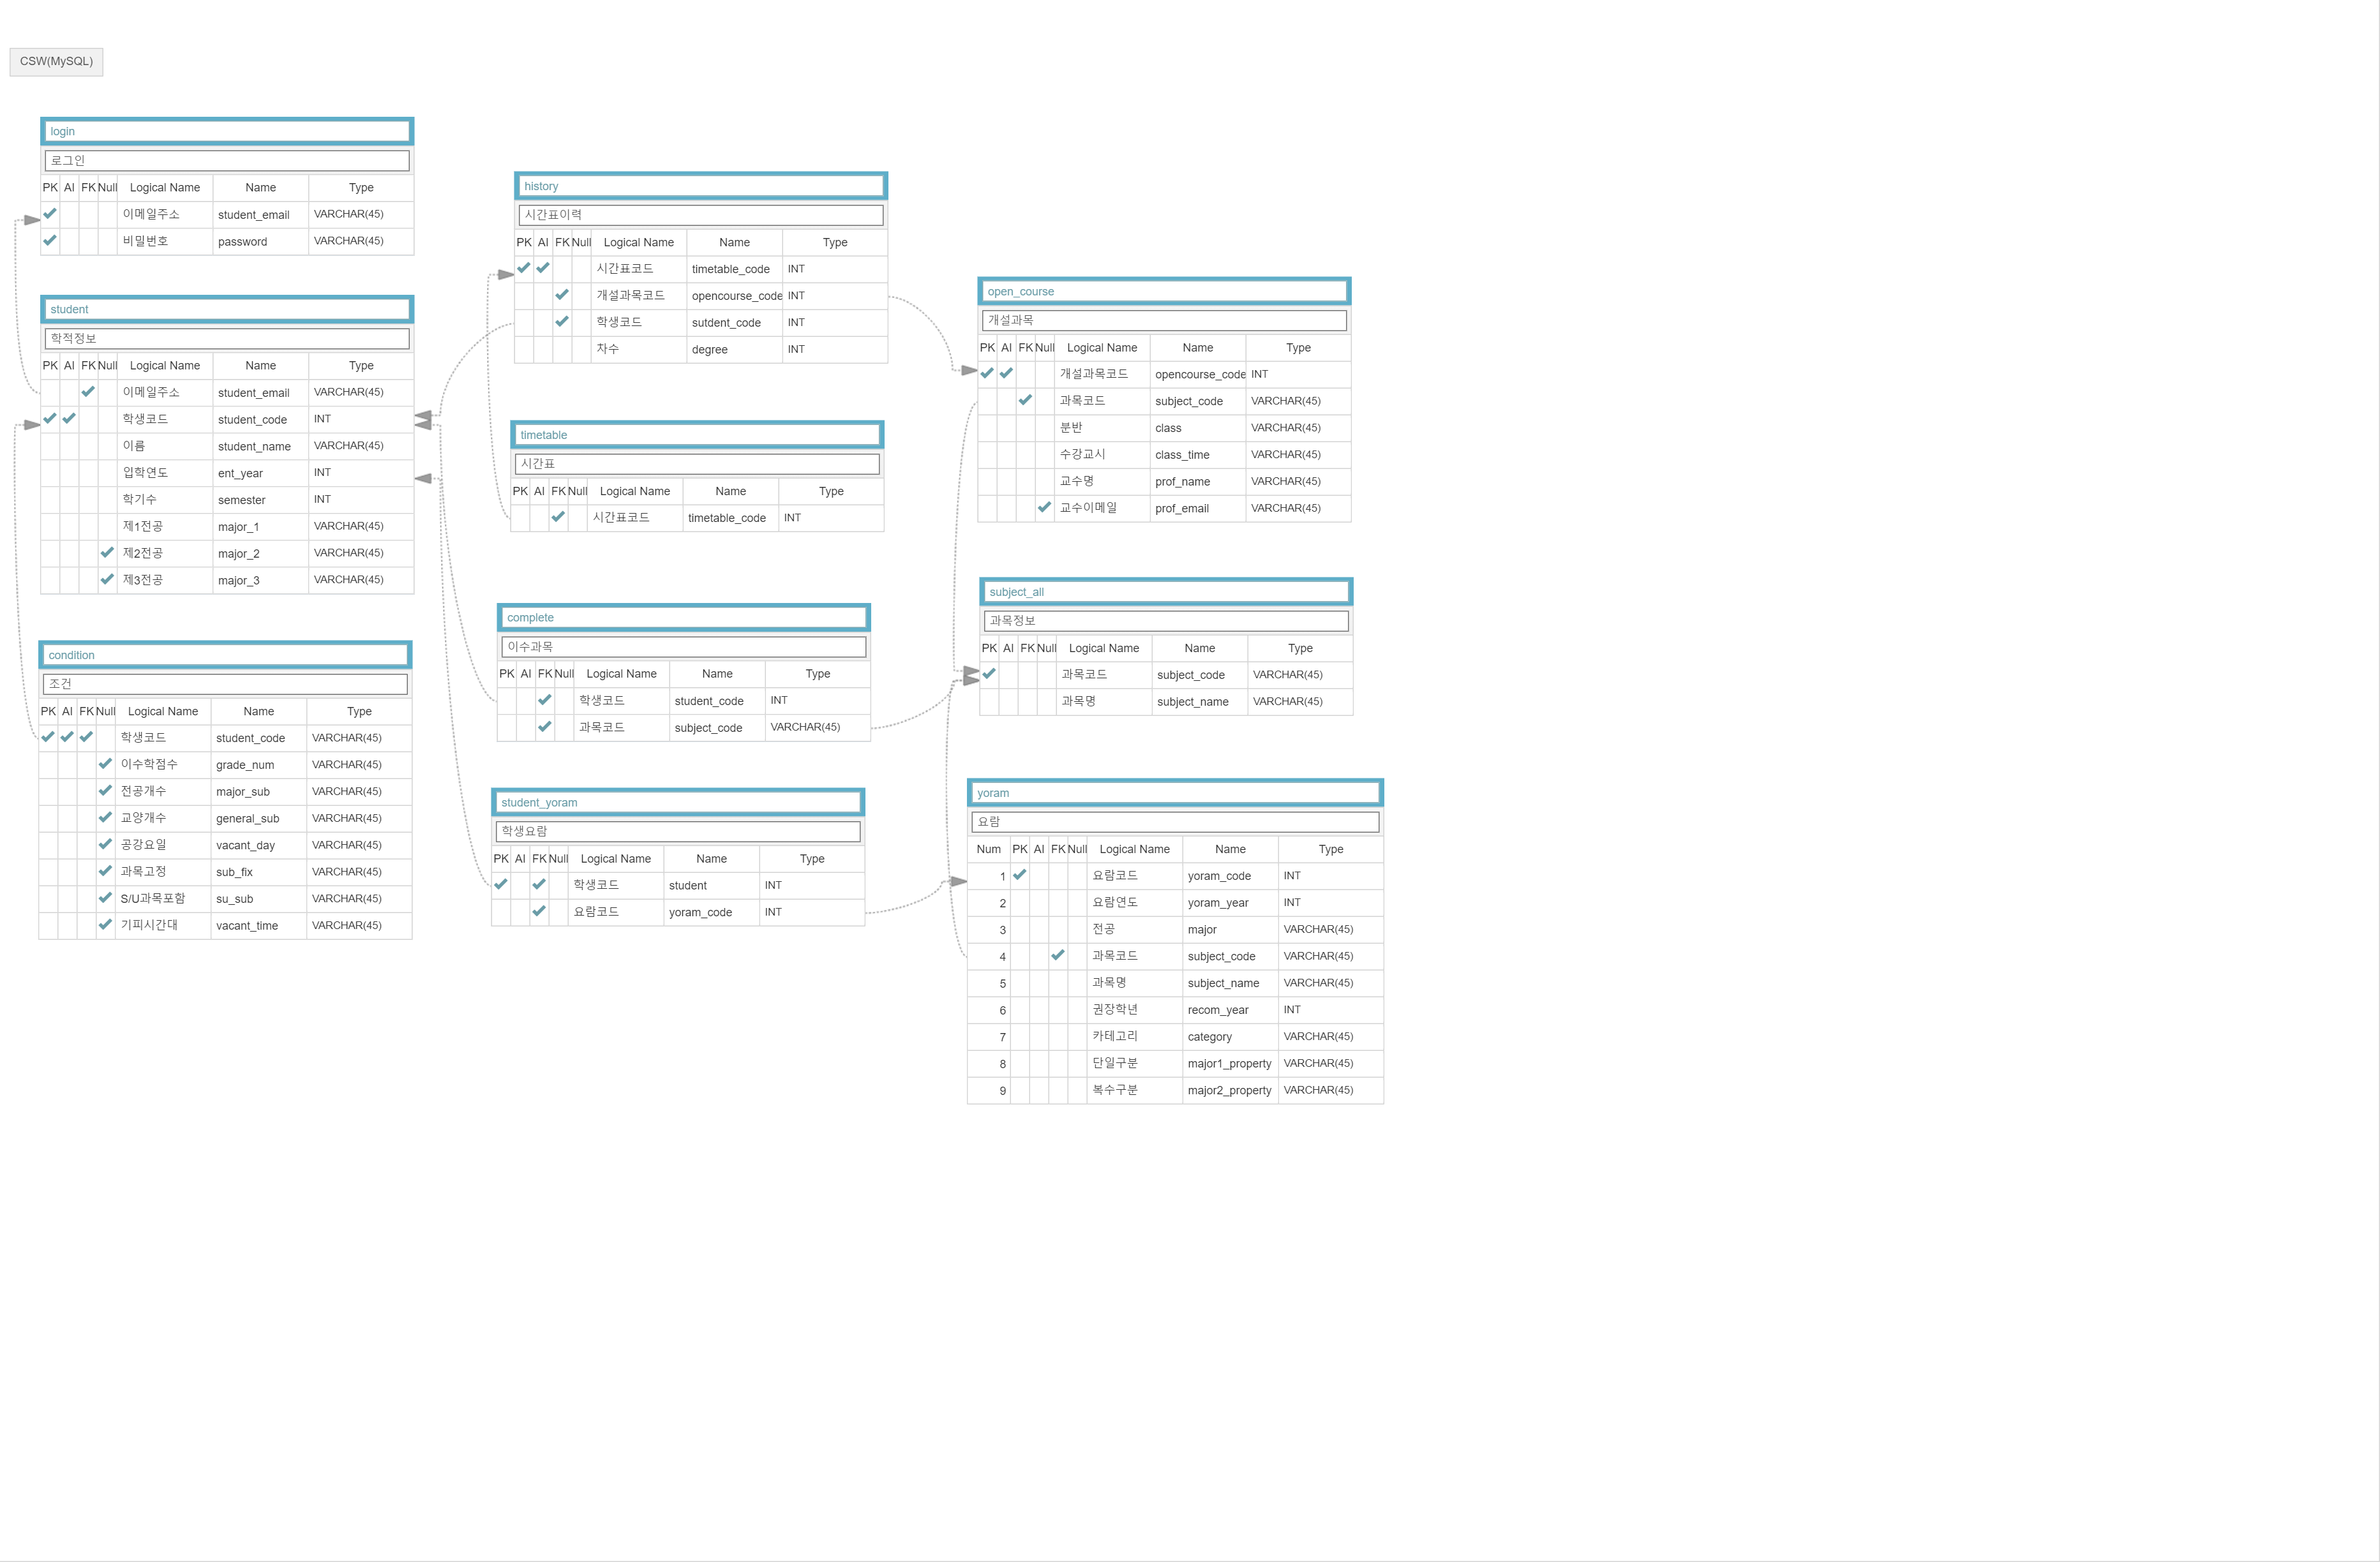 CSW(MySQL)
login
로그인
PK AI FK Null Logical Name Name Type
이메일주소 student_email VARCHAR(45)
비밀번호 password VARCHAR(45)
student
학적정보
PK AI FK Null Logical Name Name Type
이메일주소 student_email VARCHAR(45)
학생코드 student_code INT
이름 student_name VARCHAR(45)
입학연도 ent_year INT
학기수 semester INT
제1전공 major_1 VARCHAR(45)
제2전공 major_2 VARCHAR(45)
제3전공 major_3 VARCHAR(45)
condition
조건
PK AI FK Null Logical Name Name Type
학생코드 student_code VARCHAR(45)
이수학점수 grade_num VARCHAR(45)
전공개수 major_sub VARCHAR(45)
교양개수 general_sub VARCHAR(45)
공강요일 vacant_day VARCHAR(45)
과목고정 sub_fix VARCHAR(45)
S/U과목포함 su_sub VARCHAR(45)
기피시간대 vacant_time VARCHAR(45)
history
시간표이력
PK AI FK Null Logical Name Name Type
시간표코드 timetable_code INT
개설과목코드 opencourse_code INT
학생코드 sutdent_code INT
차수 degree INT
timetable
시간표
PK AI FK Null Logical Name Name Type
시간표코드 timetable_code INT
complete
이수과목
PK AI FK Null Logical Name Name Type
학생코드 student_code INT
과목코드 subject_code VARCHAR(45)
student_yoram
학생요람
PK AI FK Null Logical Name Name Type
학생코드 student INT
요람코드 yoram_code INT
open_course
개설과목
PK AI FK Null Logical Name Name Type
개설과목코드 opencourse_code INT
과목코드 subject_code VARCHAR(45)
분반 class VARCHAR(45)
수강교시 class_time VARCHAR(45)
교수명 prof_name VARCHAR(45)
교수이메일 prof_email VARCHAR(45)
subject_all
과목정보
PK AI FK Null Logical Name Name Type
과목코드 subject_code VARCHAR(45)
과목명 subject_name VARCHAR(45)
yoram
요람
Num PK AI FK Null Logical Name Name Type
1 요람코드 yoram_code INT
2 요람연도 yoram_year INT
3 전공 major VARCHAR(45)
4 과목코드 subject_code VARCHAR(45)
5 과목명 subject_name VARCHAR(45)
6 권장학년 recom_year INT
7 카테고리 category VARCHAR(45)
8 단일구분 major1_property VARCHAR(45)
9 복수구분 major2_property VARCHAR(45)